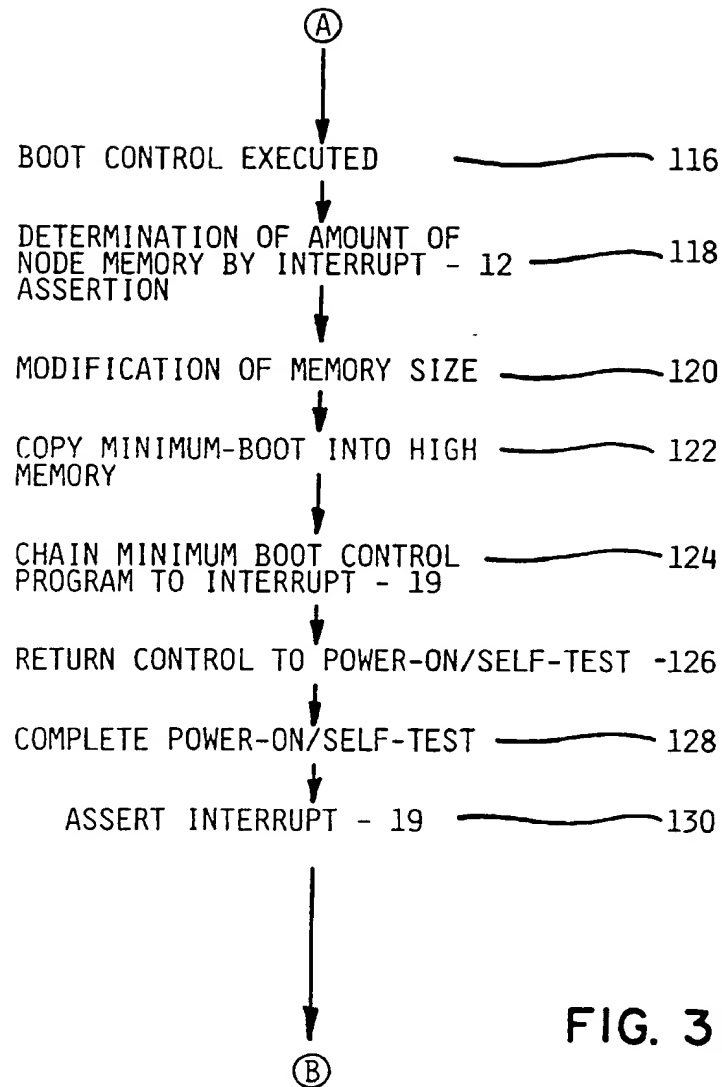 A
BOOT CONTROL EXECUTED 116
DETERMINATION OF AMOUNT OF
NODE MEMORY BY INTERRUPT - 12 118
ASSERTION
MODIFICATION OF MEMORY SIZE 120
COPY MINIMUM-BOOT INTO HIGH 122
MEMORY
CHAIN MINIMUM BOOT CONTROL 124
PROGRAM TO INTERRUPT - 19
RETURN CONTROL TO POWER-ON/SELF-TEST -126
COMPLETE POWER-ON/SELF-TEST 128
ASSERT INTERRUPT - 19 130
FIG. 3
B